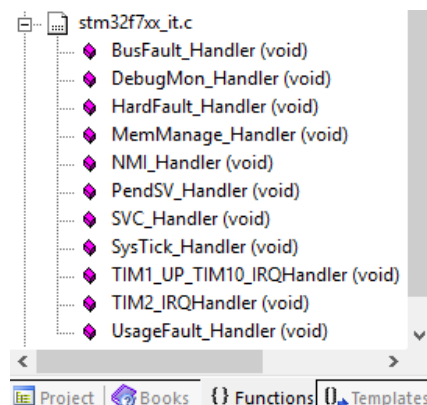 stm32f7xx_it.c
BusFault_Handler (void)
DebugMon_Handler (void)
HardFault_Handler (void)
MemManage_Handler (void)
NMI_Handler (void)
PendSV_Handler (void)
SVC_Handler (void)
SysTick_Handler (void)
TIM1_UP_TIM10_IRQHandler (void)
TIM2_IRQHandler (void)
UsageFault_Handler (void)
Project Books {} Functions 0 Templates